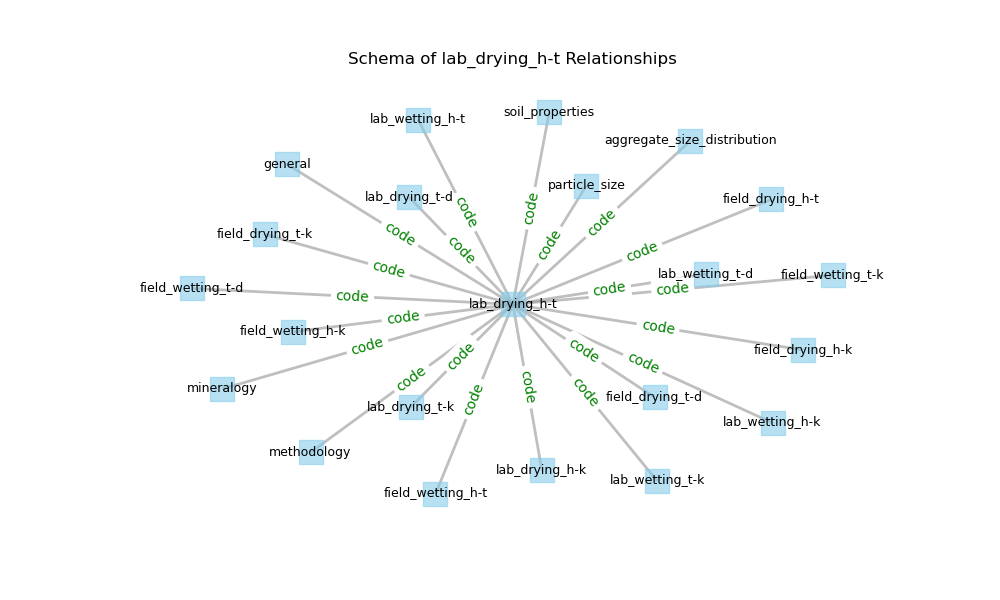 Schema of lab_drying_h-t Relationships
soil_properties
lab_wetting_h-t
aggregate_size_distribution
general
particle_size
lab_drying_t-d
field_drying_h-t
code
code
code
field_drying_t-k
code
code
code
code
code
code
lab_wetting_t-d
field_wetting_t-k
field_wetting_t-d
code
code
code
lab_drying_h-t
code
code
field_wetting_h-k
code
code
code
field_drying_h-k
code
code
code
mineralogy
code
code
code
field_drying_t-d
lab_drying_t-k
lab_wetting_h-k
methodology
lab_drying_h-k
lab_wetting_t-k
field_wetting_h-t